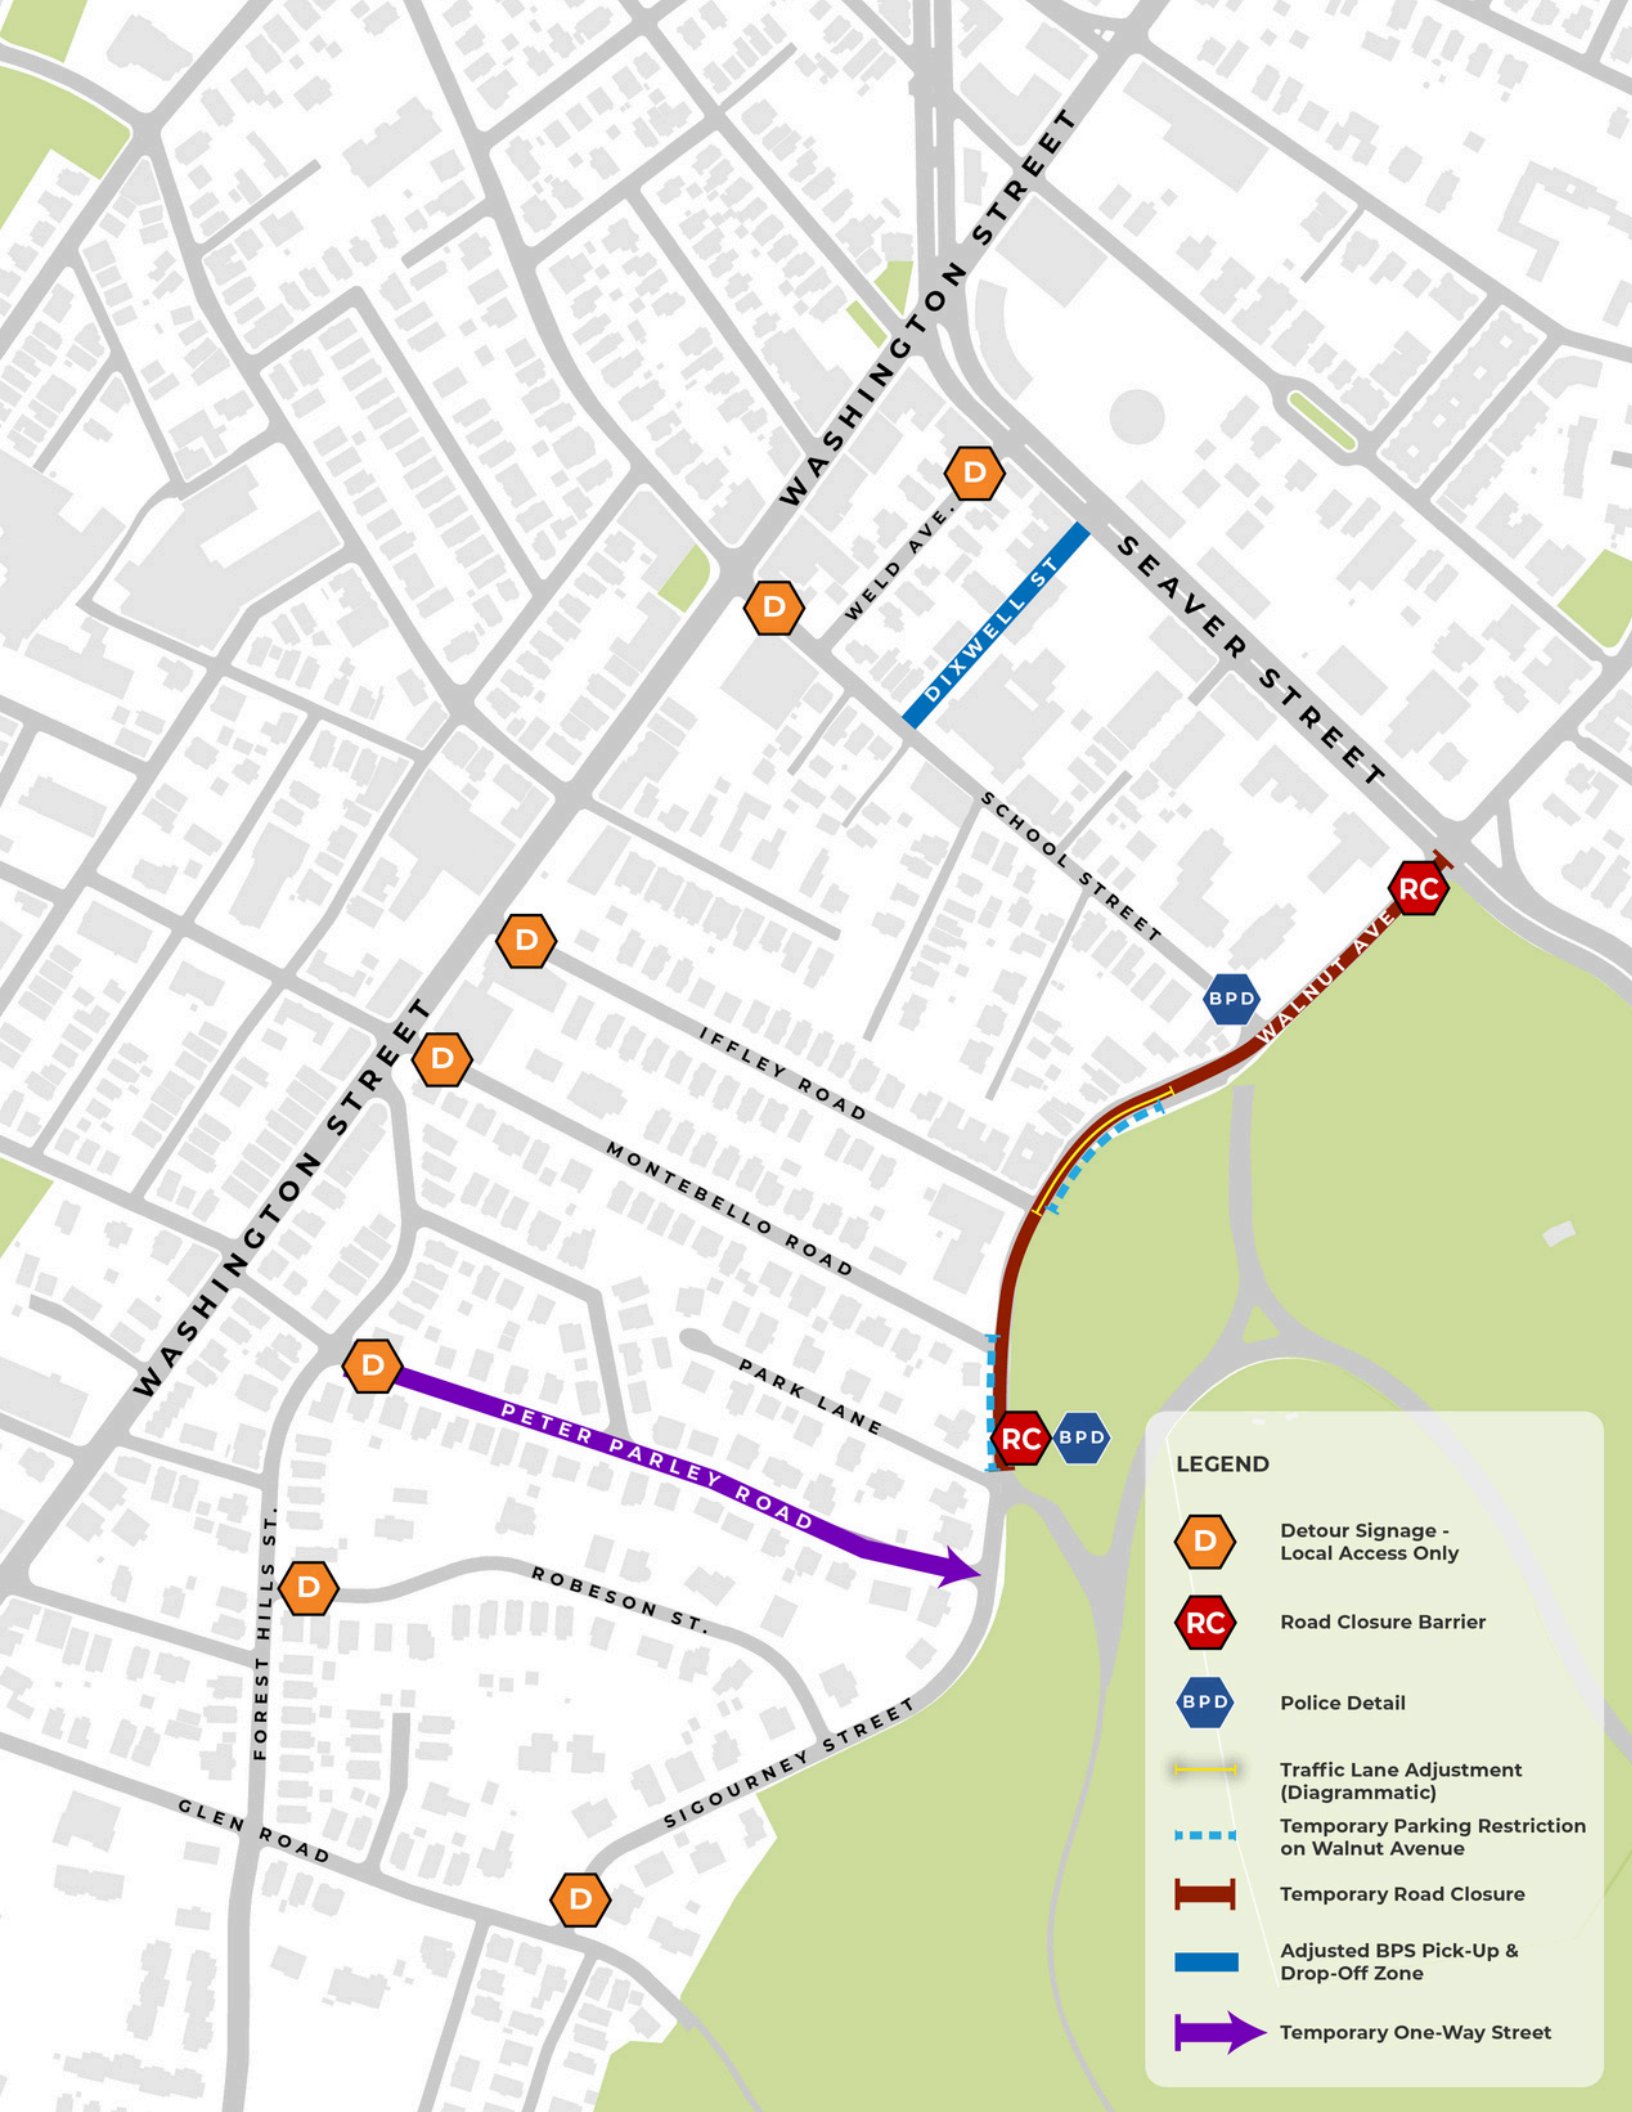 WASHINGTON STREET
D
WELD AVE.
DIXWELL ST
SEAVER STREET
D
SCHOOL STREET
RC
WALNUT AVE
BPD
D
IFFLEY ROAD
D
MONTEBELLO ROAD
WASHINGTON STREET
PARK LANE
D
PETER PARLEY ROAD
RC
BPD
D
ROBESON ST.
FOREST HILLS ST.
SIGOURNEY STREET
GLEN ROAD
D
LEGEND
D
Detour Signage -
Local Access Only
RC
Road Closure Barrier
BPD
Police Detail
Traffic Lane Adjustment
(Diagrammatic)
Temporary Parking Restriction
on Walnut Avenue
Temporary Road Closure
Adjusted BPS Pick-Up &
Drop-Off Zone
Temporary One-Way Street